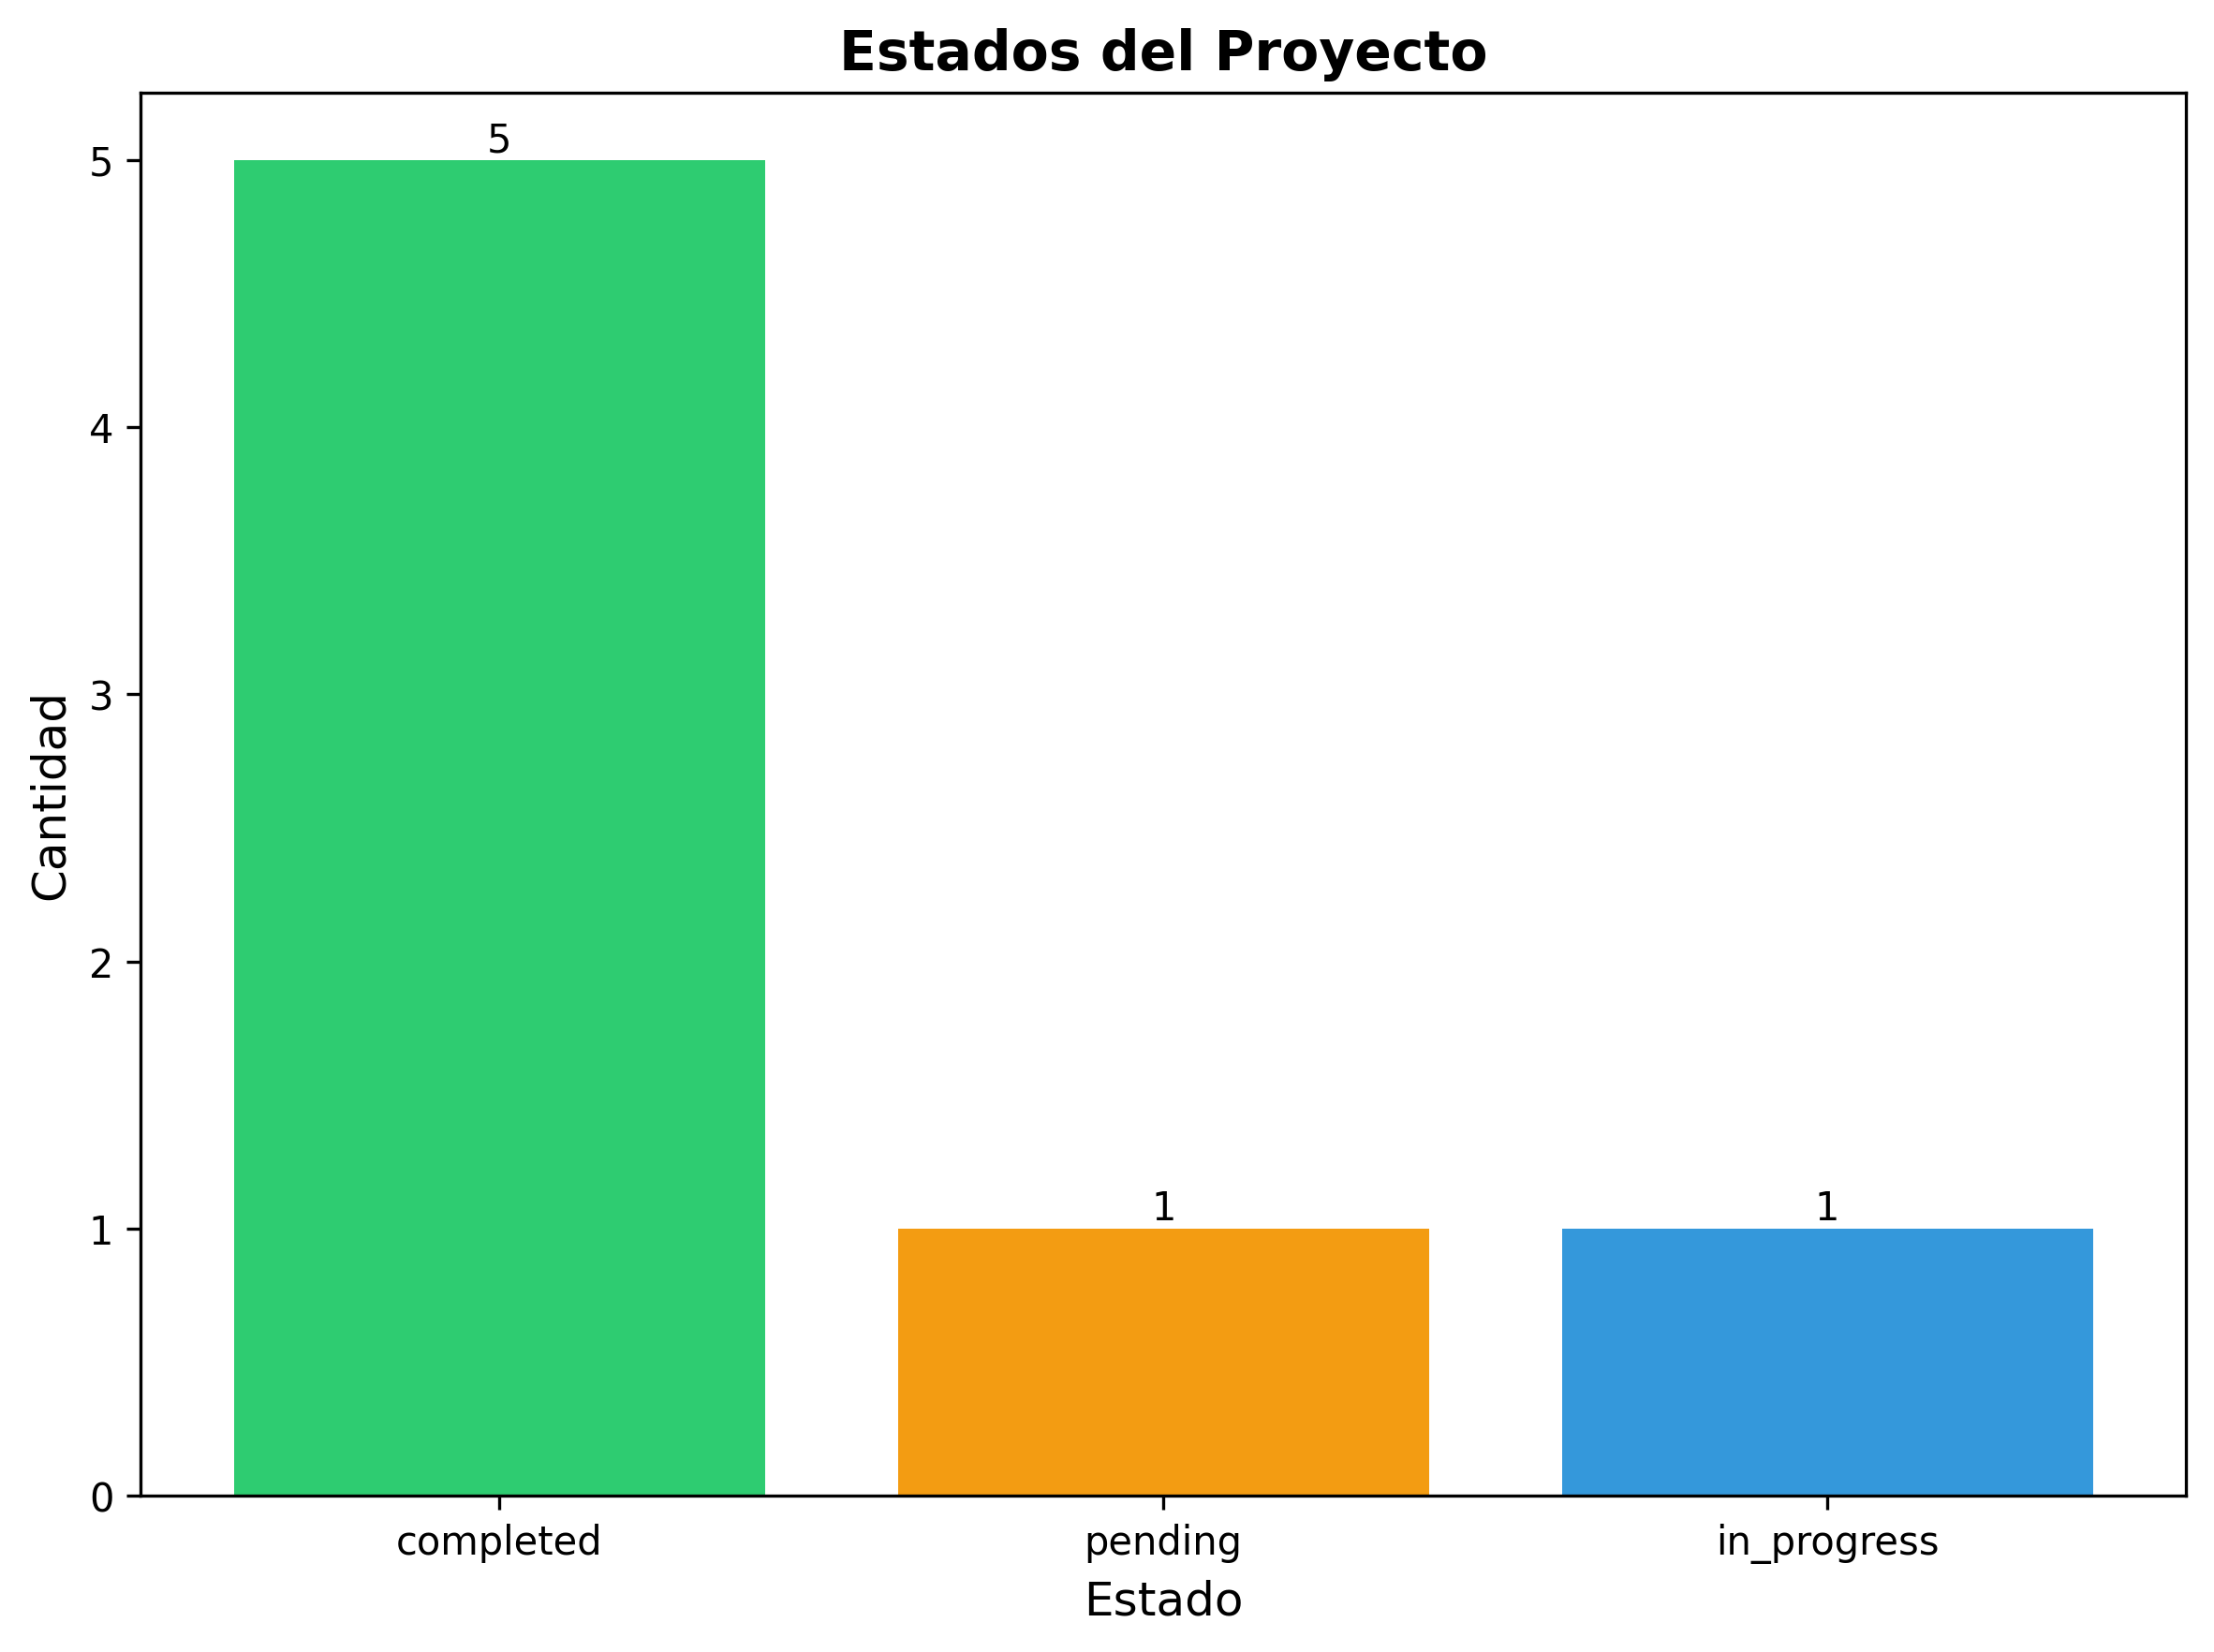 Estados del Proyecto
5
5
4
3
2
1
0
1
1
Cantidad
completed
pending
in_progress
Estado